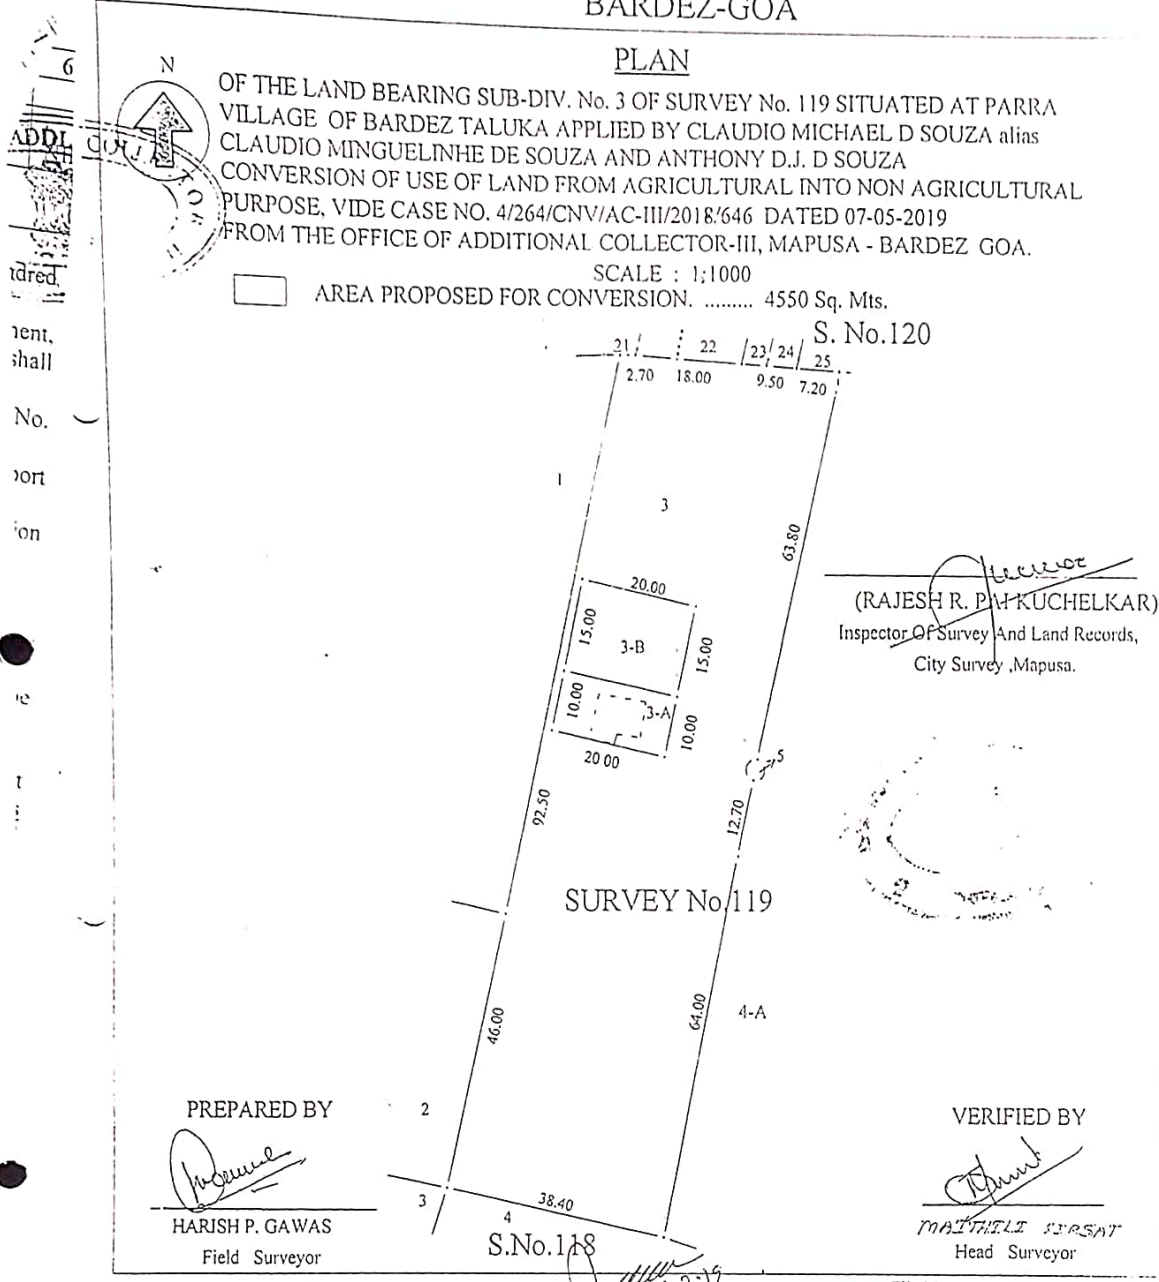 BARDEZ-GOA
PLAN
N
OF THE LAND BEARING SUB-DIV. No. 3 OF SURVEY No. 119 SITUATED AT PARRA
VILLAGE OF BARDEZ TALUKA APPLIED BY CLAUDIO MICHAEL D SOUZA alias
CLAUDIO MINGUELINHE DE SOUZA AND ANTHONY D.J. D SOUZA
CONVERSION OF USE OF LAND FROM AGRICULTURAL INTO NON AGRICULTURAL
PURPOSE, VIDE CASE NO. 4/264/CNV/AC-III/2018/646 DATED 07-05-2019
FROM THE OFFICE OF ADDITIONAL COLLECTOR-III, MAPUSA - BARDEZ GOA.
SCALE : 1;1000
AREA PROPOSED FOR CONVERSION. ......... 4550 Sq. Mts.
6
ADDL
shall
No.
S. No.120
21 22 23 24 25
2.70 18.00 9.50 7.20
1
3
63.80
20.00
15.00
3-B
15.00
10.00
3-A
10.00
20 00
92.50
12.70
SURVEY No.119
46.00
64.00
4-A
2
3
38.40
4
S.No.118
(RAJESH R. PAI KUCHELKAR)
Inspector Of Survey And Land Records,
City Survey ,Mapusa.
PREPARED BY
HARISH P. GAWAS
Field Surveyor
VERIFIED BY
MAITHILI SIRSAT
Head Surveyor